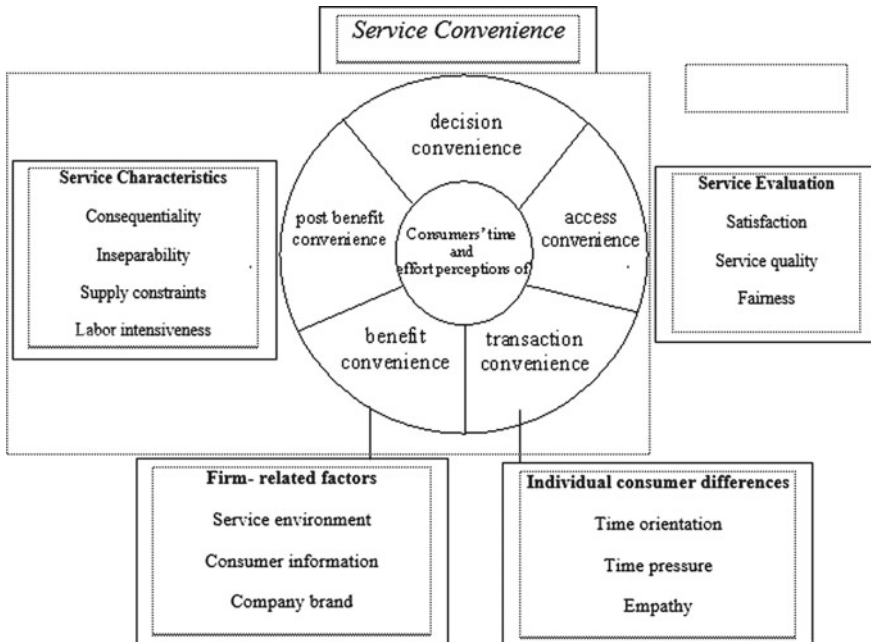 Service Convenience
decision
convenience
access
convenience
transaction
convenience
benefit
convenience
post benefit
convenience
Consumers' time
and
effort perceptions of
Service Characteristics
Consequentiality
Inseparability
Supply constraints
Labor intensiveness
Service Evaluation
Satisfaction
Service quality
Fairness
Firm- related factors
Service environment
Consumer information
Company brand
Individual consumer differences
Time orientation
Time pressure
Empathy